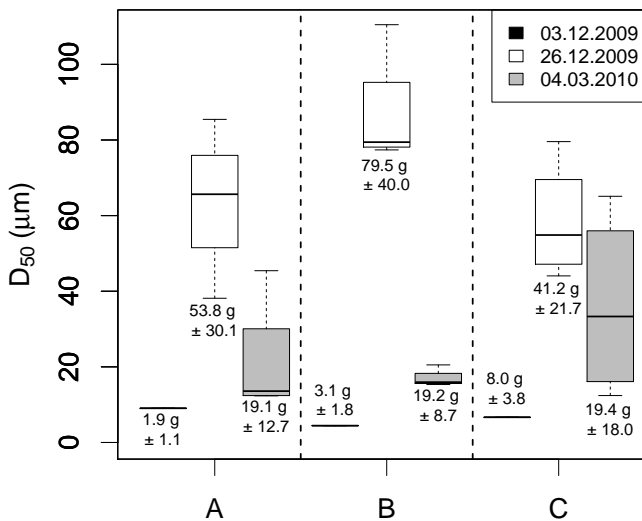 03.12.2009
26.12.2009
04.03.2010
D50 (μm)
100
80
60
40
20
0
79.5 g
± 40.0
53.8 g
± 30.1
41.2 g
± 21.7
1.9 g
± 1.1
19.1 g
± 12.7
3.1 g
± 1.8
19.2 g
± 8.7
8.0 g
± 3.8
19.4 g
± 18.0
A
B
C